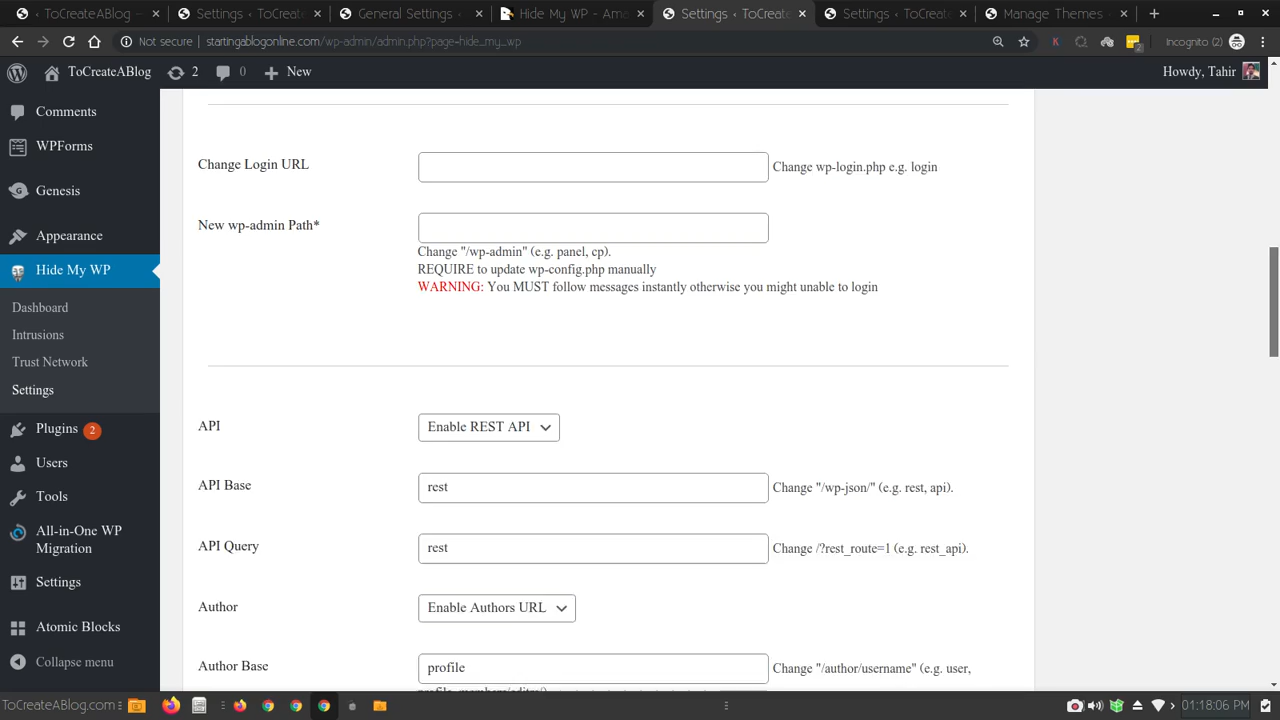 Settings ‹ ToCreate
General Settings
Hide My WP - Ama
Settings ‹ ToCreate
Settings ‹ ToCreate
Manage Themes
Not secure
startingablogonline.com/wp-admin/admin.php?page=hide_my_wp
2
Incognito (2)
ToCreateABlog
2
0
New
Howdy, Tahir
Comments
WPForms
Genesis
Appearance
Hide My WP
Dashboard
Intrusions
Trust Network
Settings
Plugins 2
Users
Tools
All-in-One WP
Migration
Settings
Atomic Blocks
Collapse menu
Change Login URL
Change wp-login.php e.g. login
New wp-admin Path*
Change "/wp-admin" (e.g. panel, cp).
REQUIRE to update wp-config.php manually
WARNING: You MUST follow messages instantly otherwise you might unable to login
API
Enable REST API
API Base
rest
Change "/wp-json/" (e.g. rest, api).
API Query
rest
Change /?rest_route=1 (e.g. rest_api).
Author
Enable Authors URL
Author Base
profile
Change "/author/username" (e.g. user,
ToCreateABlog.com
01:18:06 PM